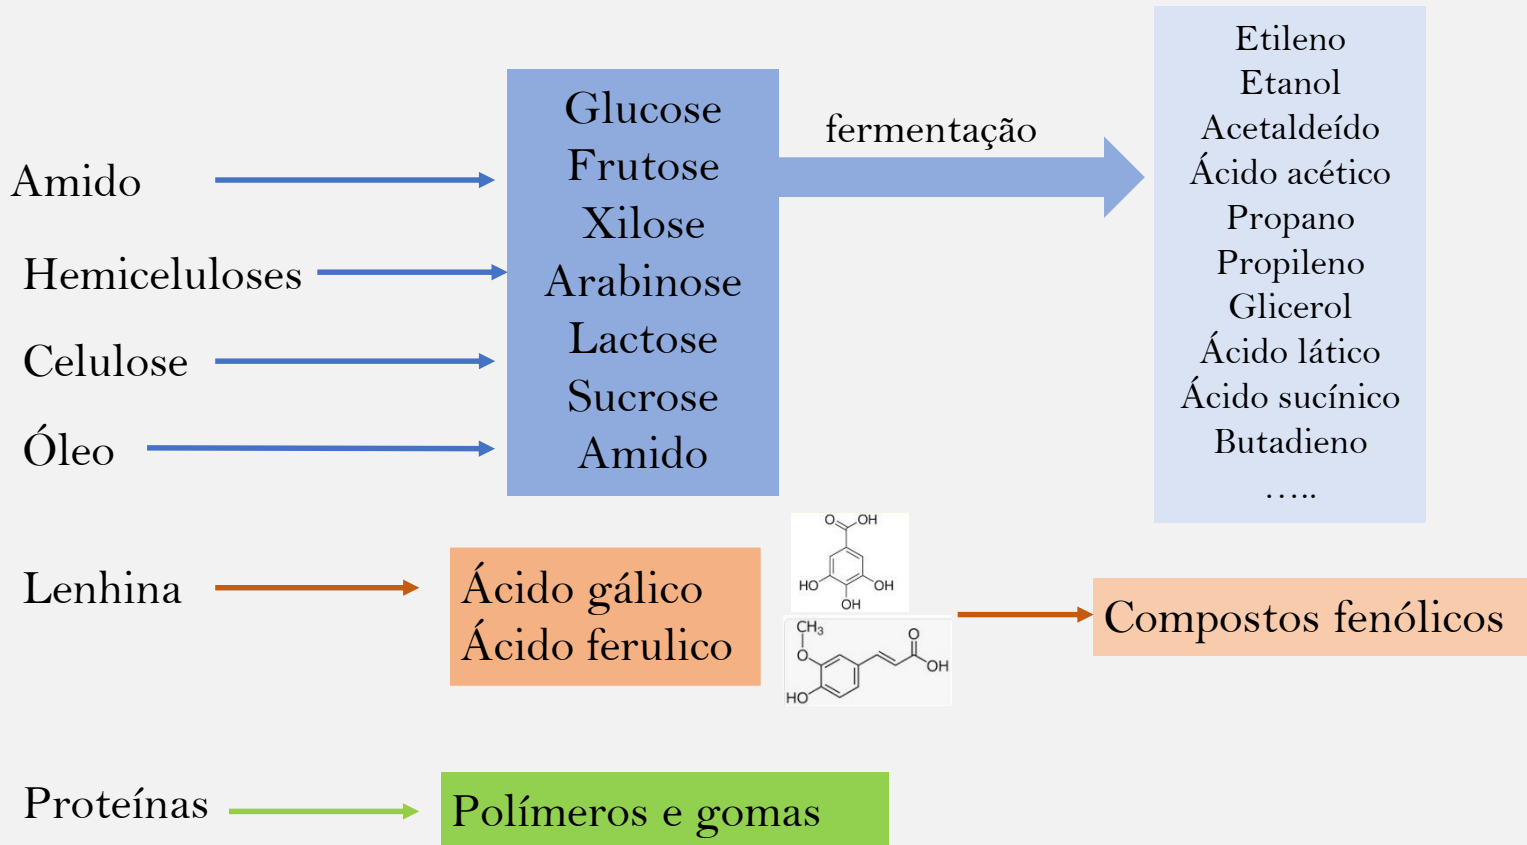 Amido
Hemiceluloses
Celulose
Óleo
Glucose
Frutose
Xilose
Arabinose
Lactose
Sucrose
Amido
fermentação
Etileno
Etanol
Acetaldeído
Ácido acético
Propano
Propileno
Glicerol
Ácido lático
Ácido sucínico
Butadieno
…..
Lenhina
Ácido gálico
Ácido ferulico
O
OH
HO
OH
OH
CH3
O
O
OH
HO
Compostos fenólicos
Proteínas
Polímeros e gomas